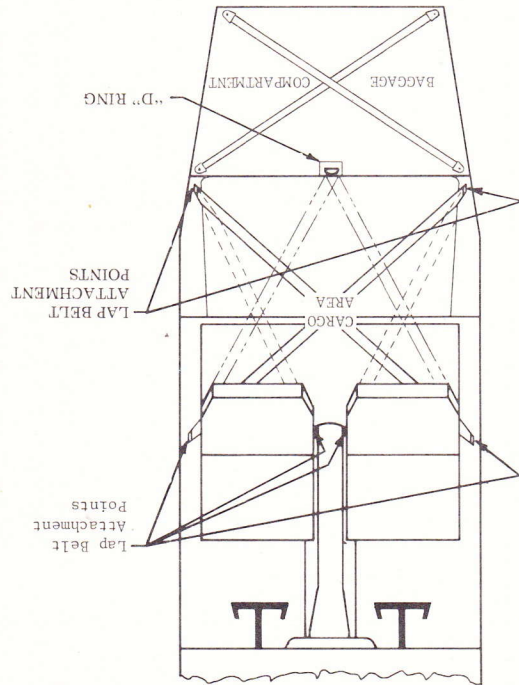 Lap Belt
Attachment
Points
CARGO
AREA
LAP BELT
ATTACHMENT
POINTS
"D" RING
BAGGAGE COMPARTMENT